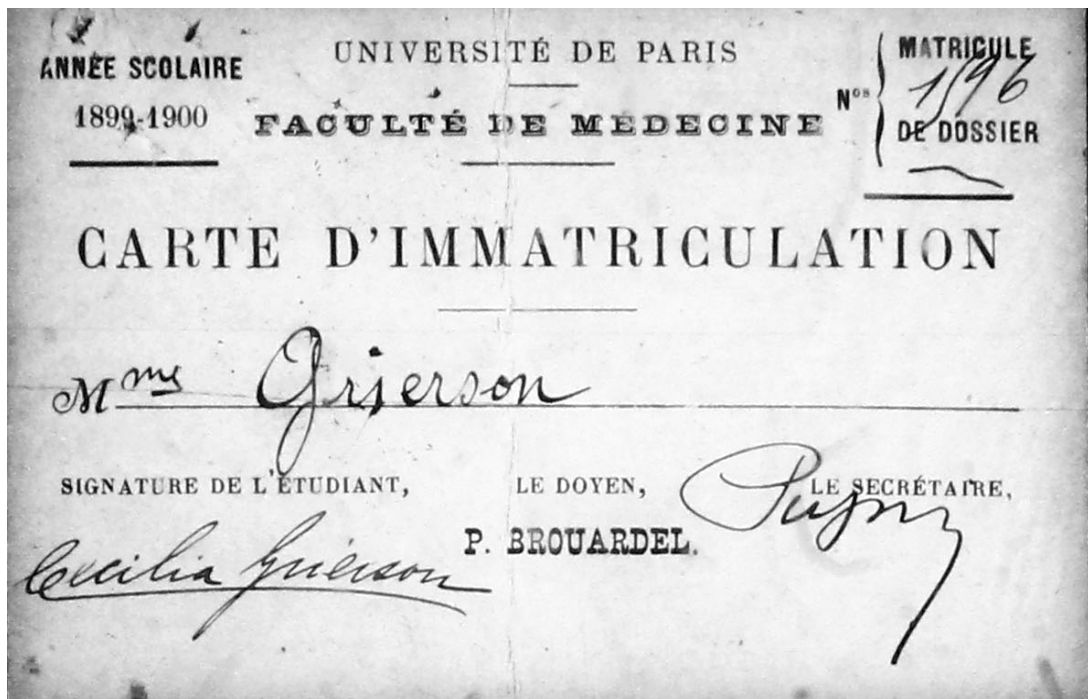 ANNÉE SCOLAIRE
1899-1900
UNIVERSITÉ DE PARIS
FACULTÉ DE MÉDECINE
Nos
MATRICULE
1596
DE DOSSIER
CARTE D'IMMATRICULATION
Mme Grierson
SIGNATURE DE L'ÉTUDIANT,
Cecilia Grierson
LE DOYEN,
P. BROUARDEL.
LE SECRÉTAIRE,